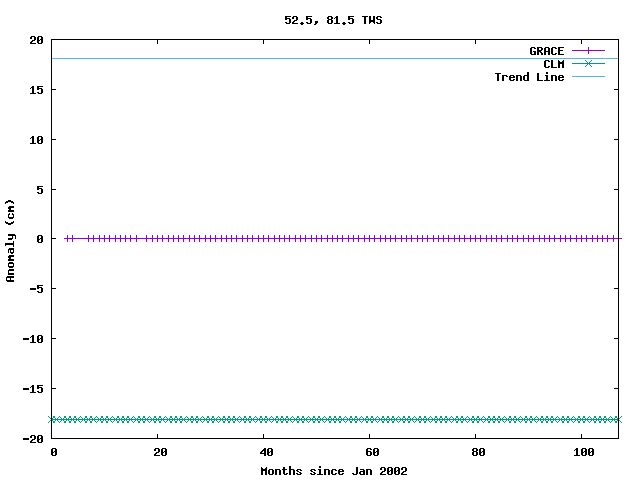 52.5, 81.5 TWS
GRACE
CLM
Trend Line
20
15
10
5
0
-5
-10
-15
-20
Anomaly (cm)
0 20 40 60 80 100
Months since Jan 2002